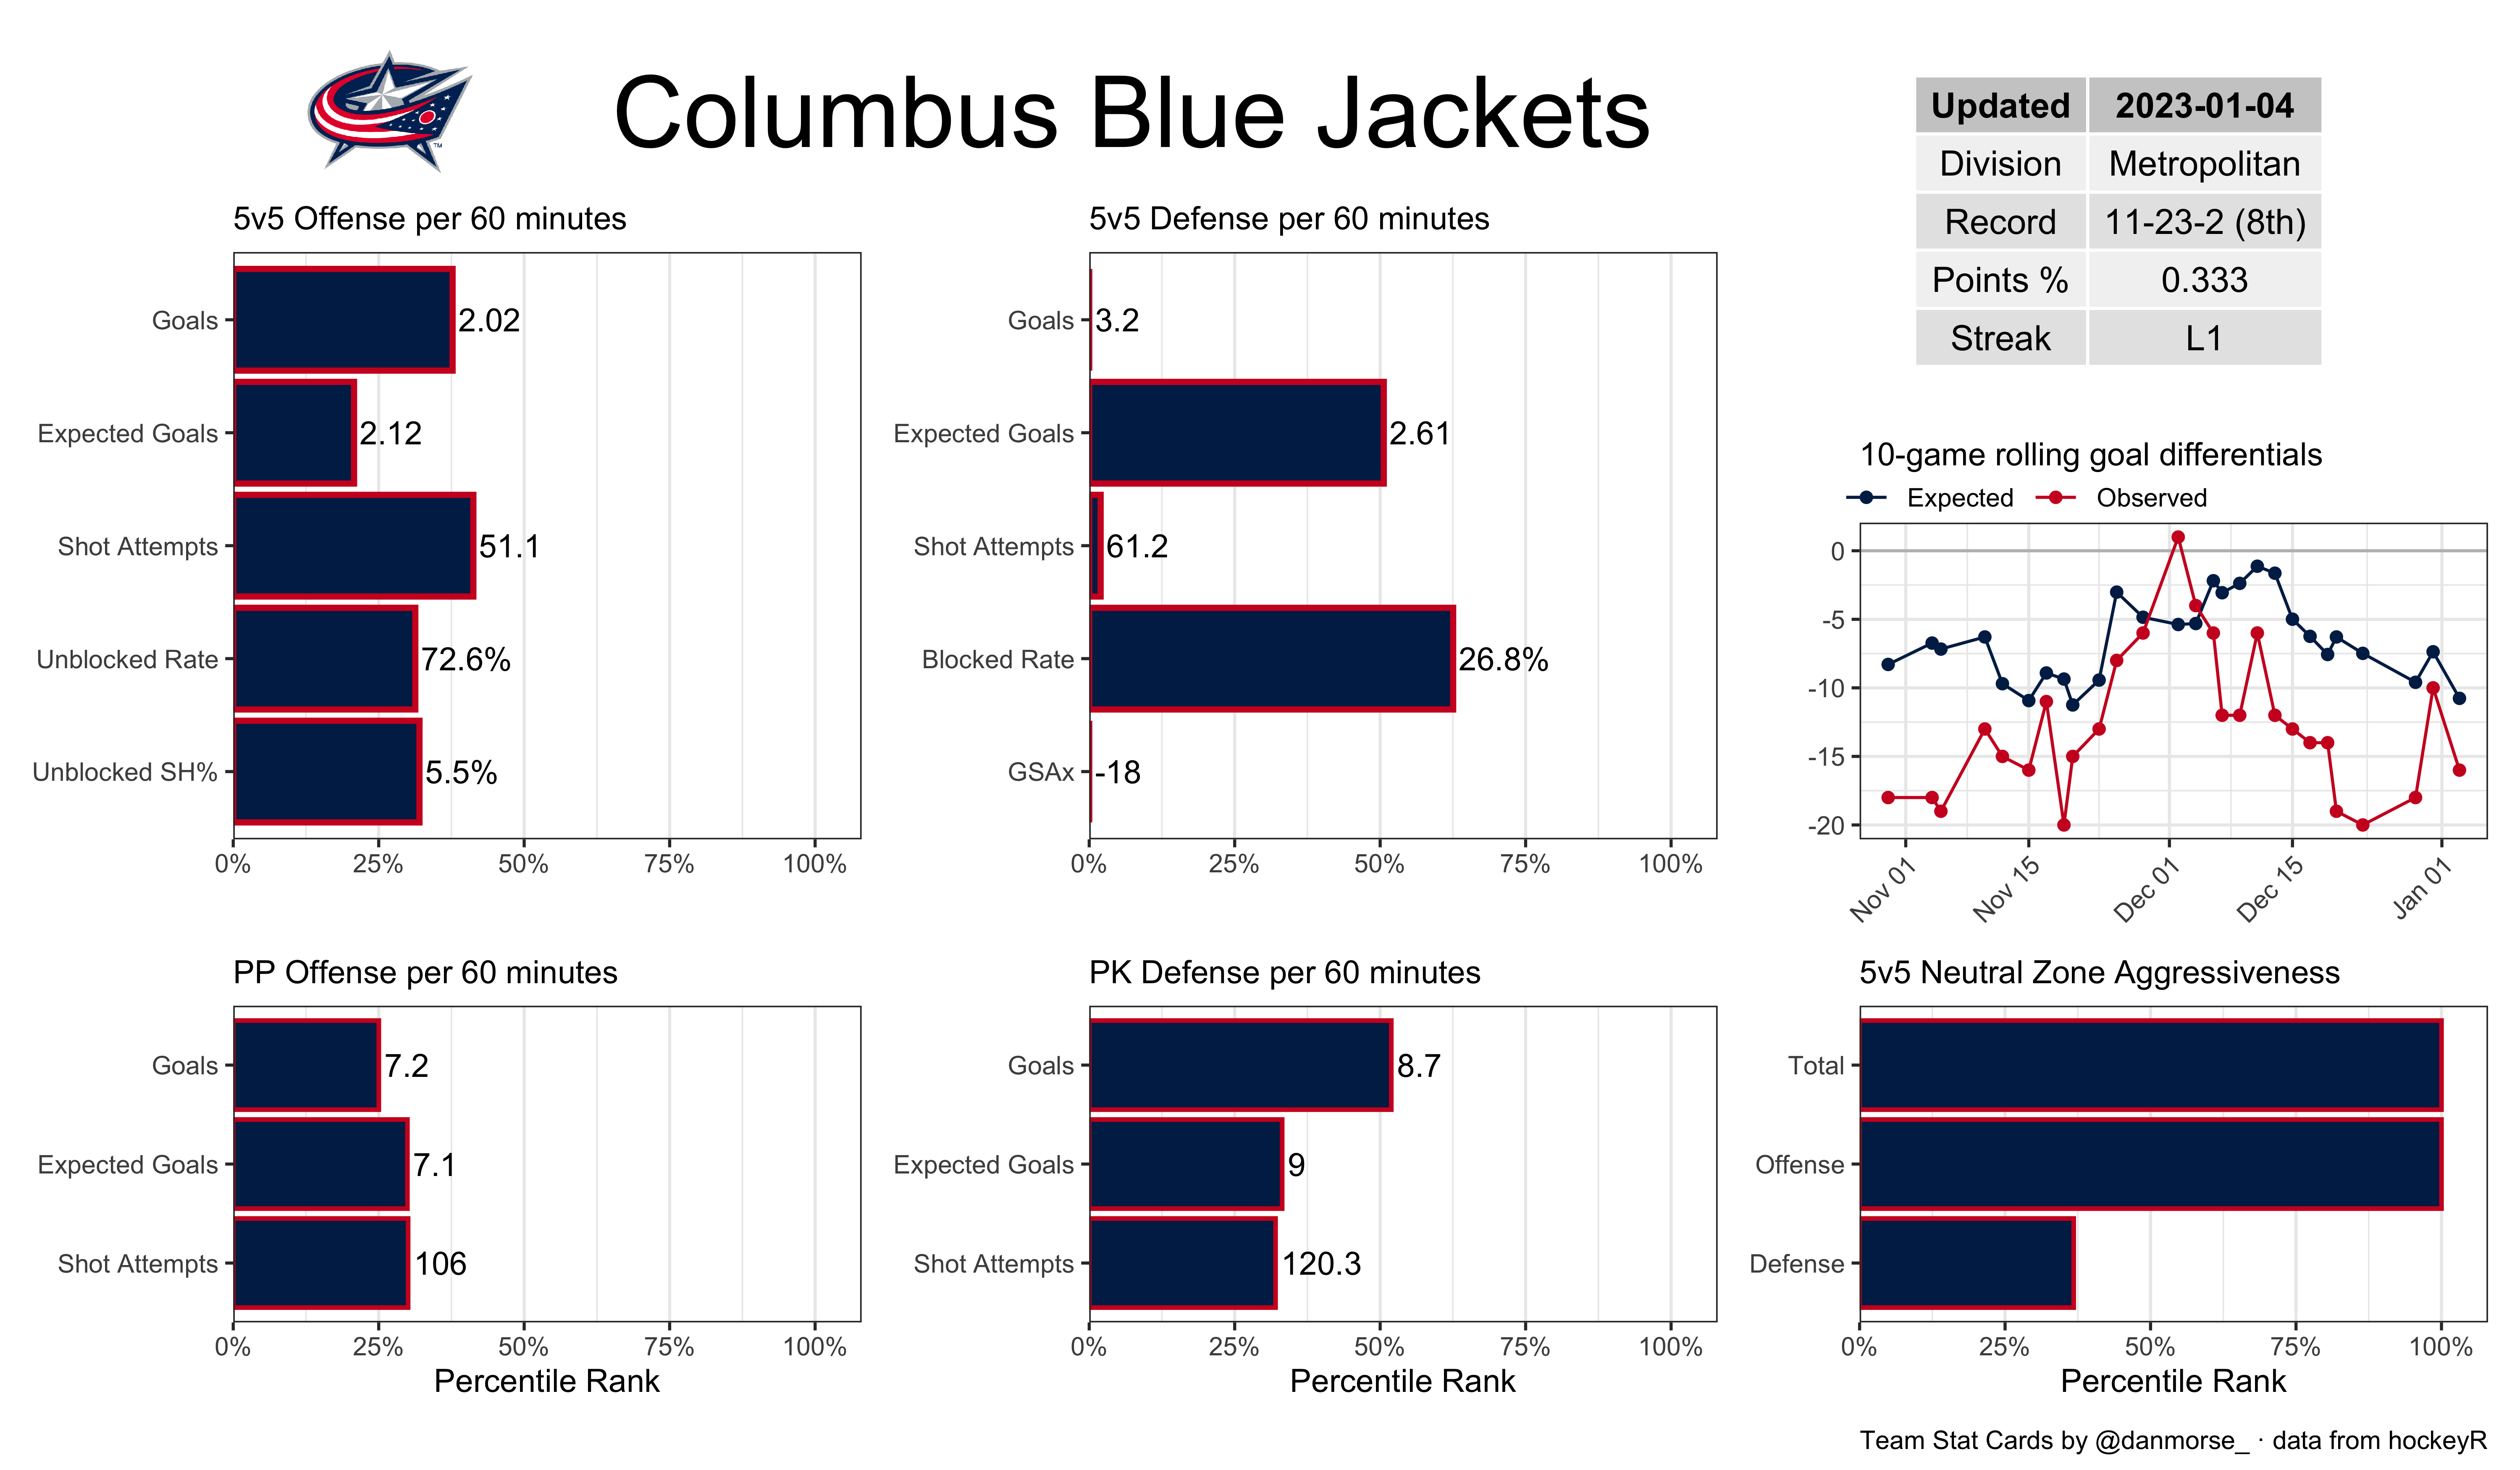 Columbus Blue Jackets
TM
Updated 2023-01-04
Division Metropolitan
Record 11-23-2 (8th)
Points % 0.333
Streak L1
5v5 Offense per 60 minutes
Goals 2.02
Expected Goals 2.12
Shot Attempts 51.1
Unblocked Rate 72.6%
Unblocked SH% 5.5%
0% 25% 50% 75% 100%
5v5 Defense per 60 minutes
Goals 3.2
Expected Goals 2.61
Shot Attempts 61.2
Blocked Rate 26.8%
GSAx -18
0% 25% 50% 75% 100%
10-game rolling goal differentials
Expected Observed
0
-5
-10
-15
-20
Nov 01 Nov 15 Dec 01 Dec 15 Jan 01
PP Offense per 60 minutes
Goals 7.2
Expected Goals 7.1
Shot Attempts 106
0% 25% 50% 75% 100%
Percentile Rank
PK Defense per 60 minutes
Goals 8.7
Expected Goals 9
Shot Attempts 120.3
0% 25% 50% 75% 100%
Percentile Rank
5v5 Neutral Zone Aggressiveness
Total
Offense
Defense
0% 25% 50% 75% 100%
Percentile Rank
Team Stat Cards by @danmorse_ · data from hockeyR